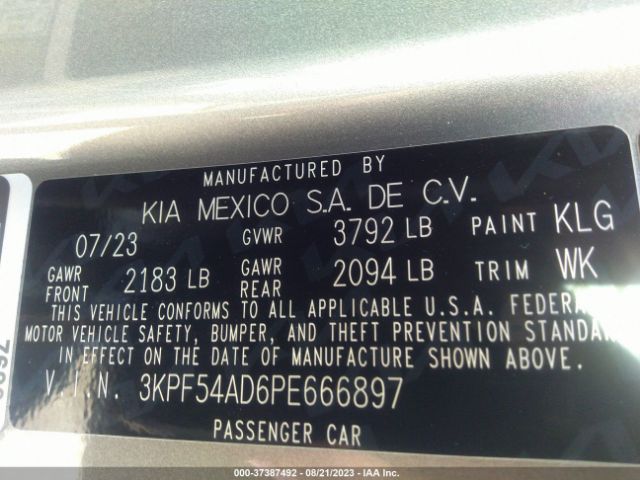 MANUFACTURED BY
KIA MEXICO S.A. DE C.V.
07/23 GVWR 3792 LB PAINT KLG
GAWR FRONT 2183 LB GAWR REAR 2094 LB TRIM WK
THIS VEHICLE CONFORMS TO ALL APPLICABLE U.S.A. FEDERA
MOTOR VEHICLE SAFETY, BUMPER, AND THEFT PREVENTION STANDAR
IN EFFECT ON THE DATE OF MANUFACTURE SHOWN ABOVE.
V.I.N. 3KPF54AD6PE666897
PASSENGER CAR
000-37387492 - 08/21/2023 - IAA Inc.